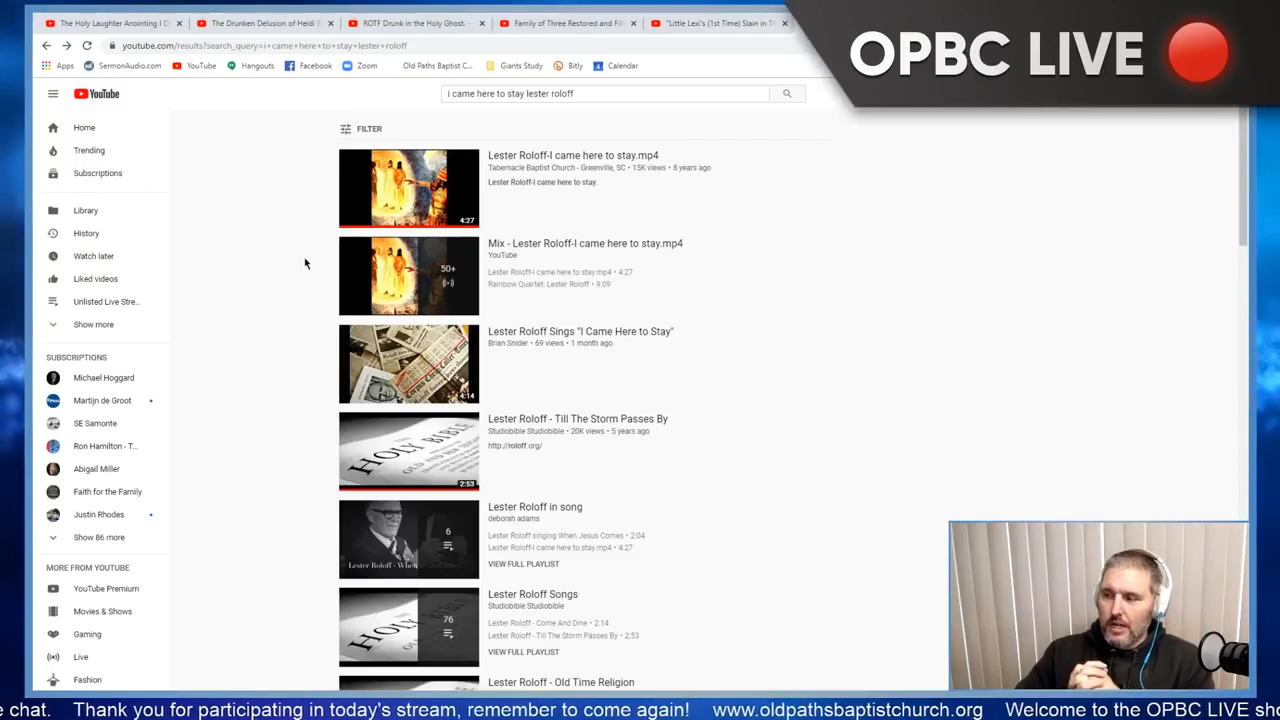 The Holy Laughter Anointing I D
The Drunken Delusion of Heidi B
ROTF Drunk in the Holy Ghost. -
Family of Three Restored and Fil
"Little Lexi's (1st Time) Slain in T
OPBC LIVE
youtube.com/results?search_query=i+came+here+to+stay+lester+roloff
Apps
SermonAudio.com
YouTube
Hangouts
Facebook
Zoom
Old Paths Baptist C...
Giants Study
Bitly
Calendar
YouTube
i came here to stay lester roloff
Home
Trending
Subscriptions
Library
History
Watch later
Liked videos
Unlisted Live Stre...
Show more
SUBSCRIPTIONS
Michael Hoggard
Martijn de Groot
SE Samonte
Ron Hamilton - T...
Abigail Miller
Faith for the Family
Justin Rhodes
Show 86 more
MORE FROM YOUTUBE
YouTube Premium
Movies & Shows
Gaming
Live
Fashion
FILTER
4:27
Lester Roloff-I came here to stay.mp4
Tabernacle Baptist Church - Greenville, SC • 15K views • 8 years ago
Lester Roloff-I came here to stay.
50+
Mix - Lester Roloff-I came here to stay.mp4
YouTube
Lester Roloff-I came here to stay.mp4 • 4:27
Rainbow Quartet: Lester Roloff • 9:09
4:14
Lester Roloff Sings "I Came Here to Stay"
Brian Snider • 69 views • 1 month ago
HOLY BIBLE
2:53
Lester Roloff - Till The Storm Passes By
Studiobible Studiobible • 20K views • 5 years ago
http://roloff.org/
6
Lester Roloff in song
deborah adams
Lester Roloff singing When Jesus Comes • 2:04
Lester Roloff-I came here to stay.mp4 • 4:27
VIEW FULL PLAYLIST
76
Lester Roloff Songs
Studiobible Studiobible
Lester Roloff - Come And Dine • 2:14
Lester Roloff - Till The Storm Passes By • 2:53
VIEW FULL PLAYLIST
Lester Roloff - Old Time Religion
e chat. Thank you for participating in today's stream, remember to come again! www.oldpathsbaptistchurch.org Welcome to the OPBC LIVE sho